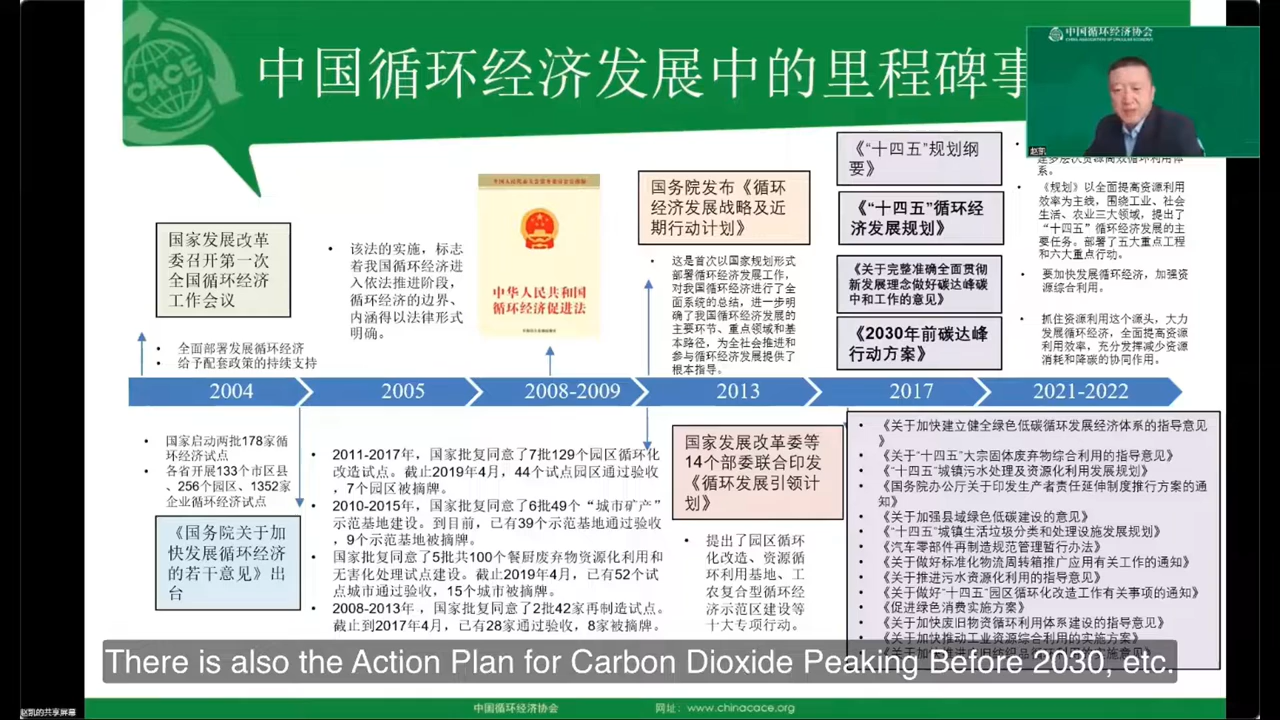 中国循环经济发展中的里程碑事
CACE
中国循环经济协会
CHINA ASSOCIATION OF CIRCULAR ECONOMY
赵凯
国家发展改革
委召开第一次
全国循环经济
工作会议
• 全面部署发展循环经济
• 给予配套政策的持续支持
• 该法的实施，标志
着我国循环经济进
入依法推进阶段，
循环经济的边界、
内涵得以法律形式
明确。
中华人民共和国
循环经济促进法
国务院发布《循环
经济发展战略及近
期行动计划》
• 这是首次以国家规划形式
部署循环经济发展工作，
对我国循环经济进行了全
面系统的总结，进一步明
确了我国循环经济发展的
主要环节、重点领域和基
本路径，为全社会推进和
参与循环经济发展提供了
根本指导。
《“十四五”规划纲
要》
《“十四五”循环经
济发展规划》
《关于完整准确全面贯彻
新发展理念做好碳达峰碳
中和工作的意见》
《2030年前碳达峰
行动方案》
系。
• 《规划》以全面提高资源利用
效率为主线，围绕工业、社会
生活、农业三大领域，提出了
“十四五”循环经济发展的主
要任务。部署了五大重点工程
和六大重点行动。
• 要加快发展循环经济，加强资
源综合利用。
• 抓住资源利用这个源头，大力
发展循环经济，全面提高资源
利用效率，充分发挥减少资源
消耗和降碳的协同作用。
2004
2005
2008-2009
2013
2017
2021-2022
• 国家启动两批178家循
环经济试点
• 各省开展133个市区县
、256个园区、1352家
企业循环经济试点
《国务院关于加
快发展循环经济
的若干意见》出
台
• 2011-2017年，国家批复同意了7批129个园区循环化
改造试点。截止2019年4月，44个试点园区通过验收
，7个园区被摘牌。
• 2010-2015年，国家批复同意了6批49个“城市矿产”
示范基地建设。到目前，已有39个示范基地通过验收
，9个示范基地被摘牌。
• 国家批复同意了5批共100个餐厨废弃物资源化利用和
无害化处理试点建设。截止2019年4月，已有52个试
点城市通过验收，15个城市被摘牌。
• 2008-2013年 ，国家批复同意了2批42家再制造试点。
截止到2017年4月，已有28家通过验收，8家被摘牌。
国家发展改革委等
14个部委联合印发
《循环发展引领计
划》
• 提出了园区循环
化改造、资源循
环利用基地、工
农复合型循环经
济示范区建设等
十大专项行动。
• 《关于加快建立健全绿色低碳循环发展经济体系的指导意见
》
• 《关于“十四五”大宗固体废弃物综合利用的指导意见》
• 《“十四五”城镇污水处理及资源化利用发展规划》
• 《国务院办公厅关于印发生产者责任延伸制度推行方案的通
知》
• 《关于加强县域绿色低碳建设的意见》
• 《“十四五”城镇生活垃圾分类和处理设施发展规划》
• 《汽车零部件再制造规范管理暂行办法》
• 《关于做好标准化物流周转箱推广应用有关工作的通知》
• 《关于推进污水资源化利用的指导意见》
• 《关于做好“十四五”园区循环化改造工作有关事项的通知》
• 《促进绿色消费实施方案》
• 《关于加快废旧物资循环利用体系建设的指导意见》
• 《关于加快推动工业资源综合利用的实施方案》
There is also the Action Plan for Carbon Dioxide Peaking Before 2030, etc.
中国循环经济协会
网址：www.chinacace.org
赵凯的共享屏幕